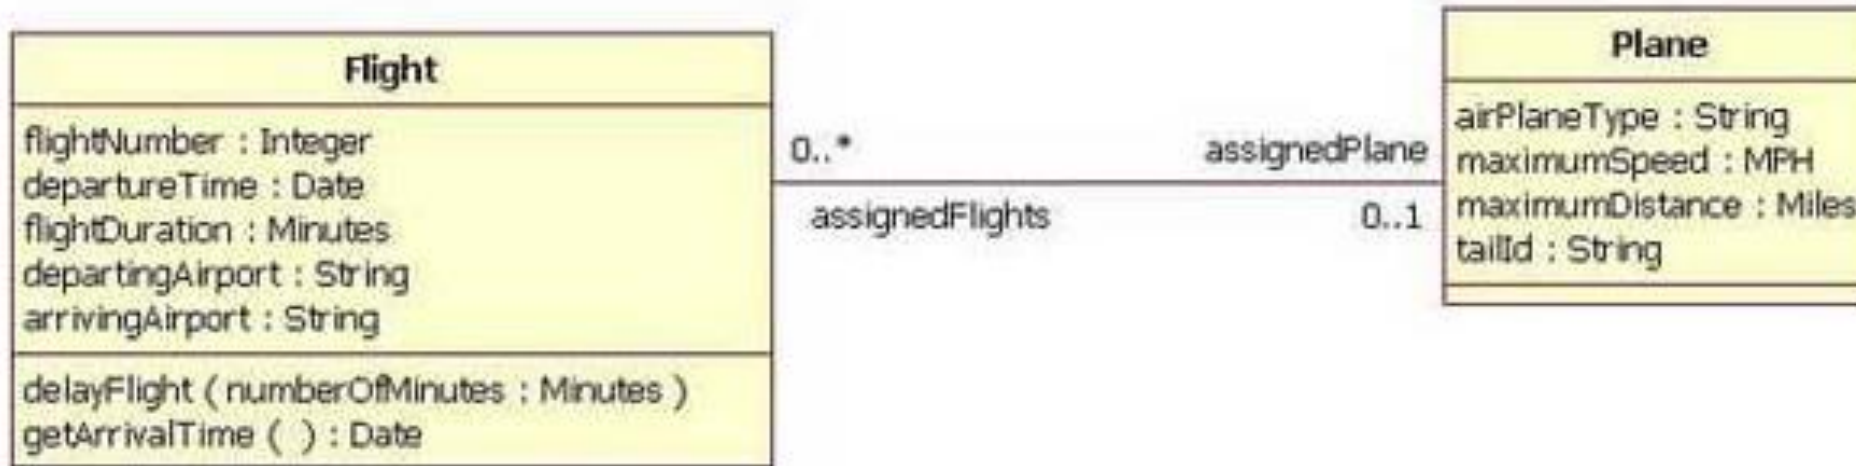 Flight
flightNumber : Integer
departureTime : Date
flightDuration : Minutes
departingAirport : String
arrivingAirport : String
delayFlight ( numberOfMinutes : Minutes )
getArrivalTime ( ) : Date
0..*
assignedFlights
assignedPlane
0..1
Plane
airPlaneType : String
maximumSpeed : MPH
maximumDistance : Miles
tailId : String